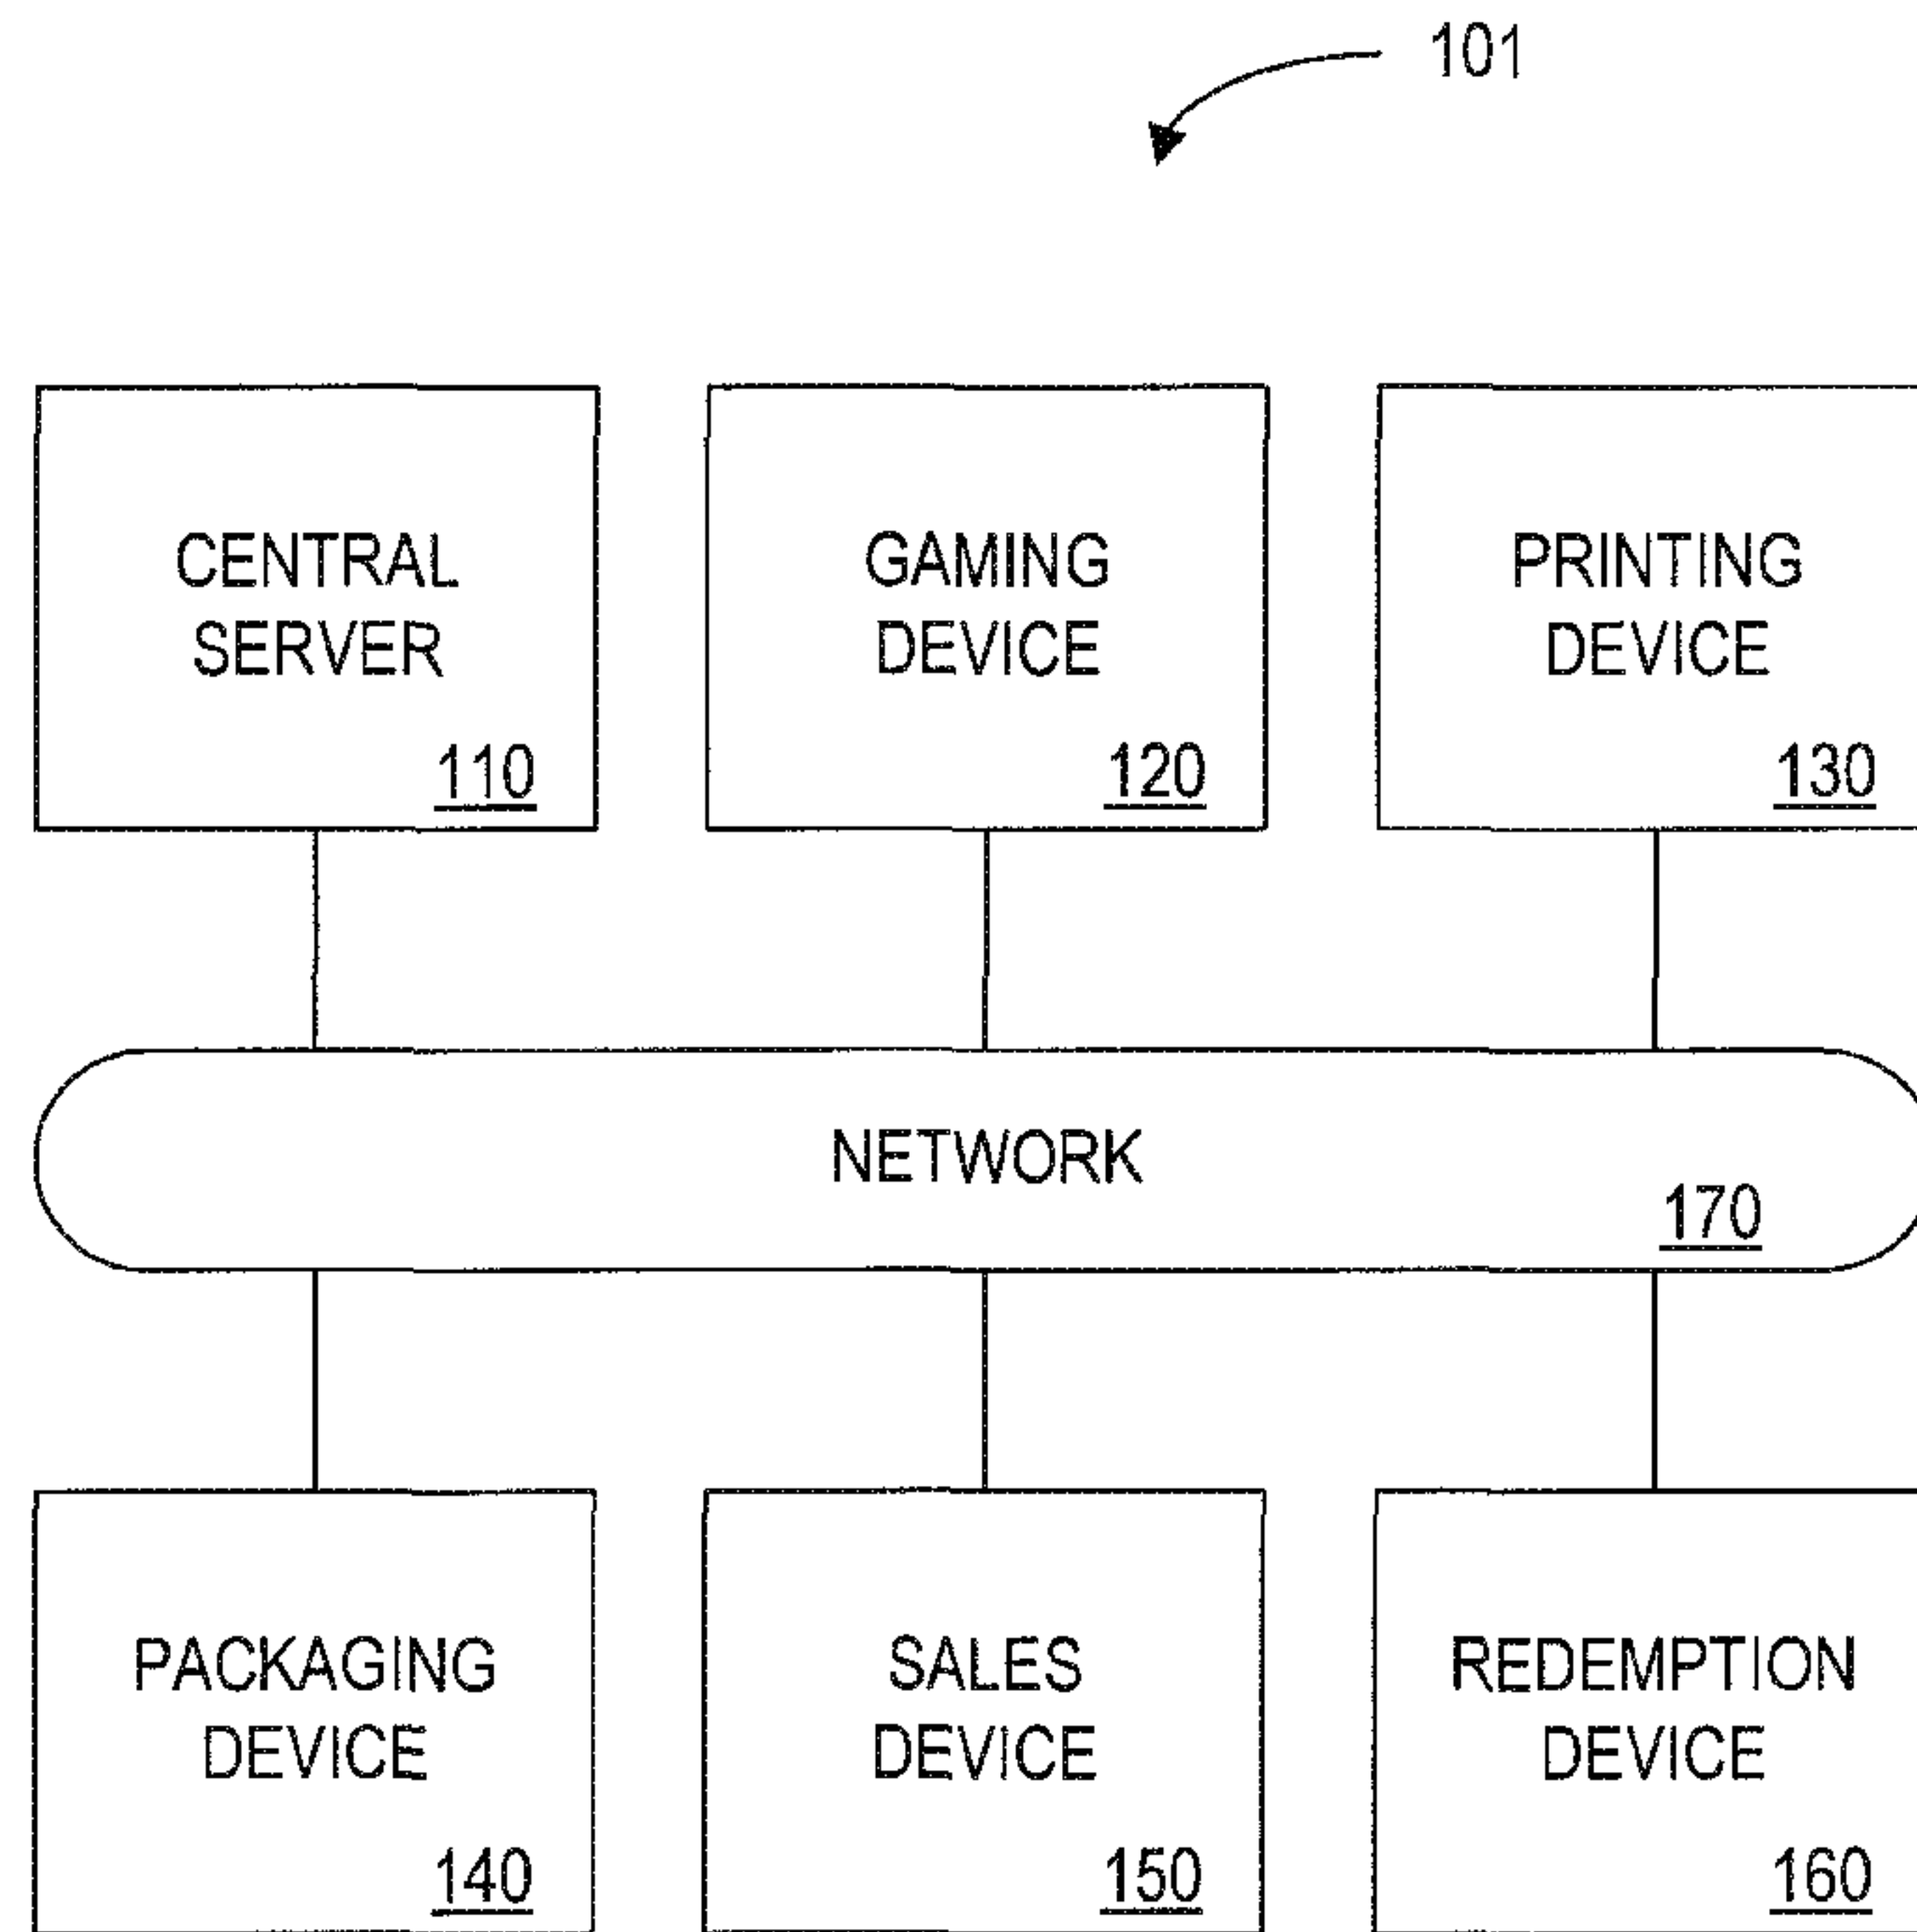 101
CENTRAL
SERVER
110
GAMING
DEVICE
120
PRINTING
DEVICE
130
NETWORK
170
PACKAGING
DEVICE
140
SALES
DEVICE
150
REDEMPTION
DEVICE
160